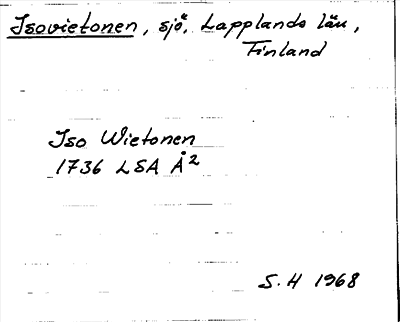 Isovietonen, sjö, Lapplands län,
Finland
Iso Wietonen
1736 LSA Å2
S. H 1968